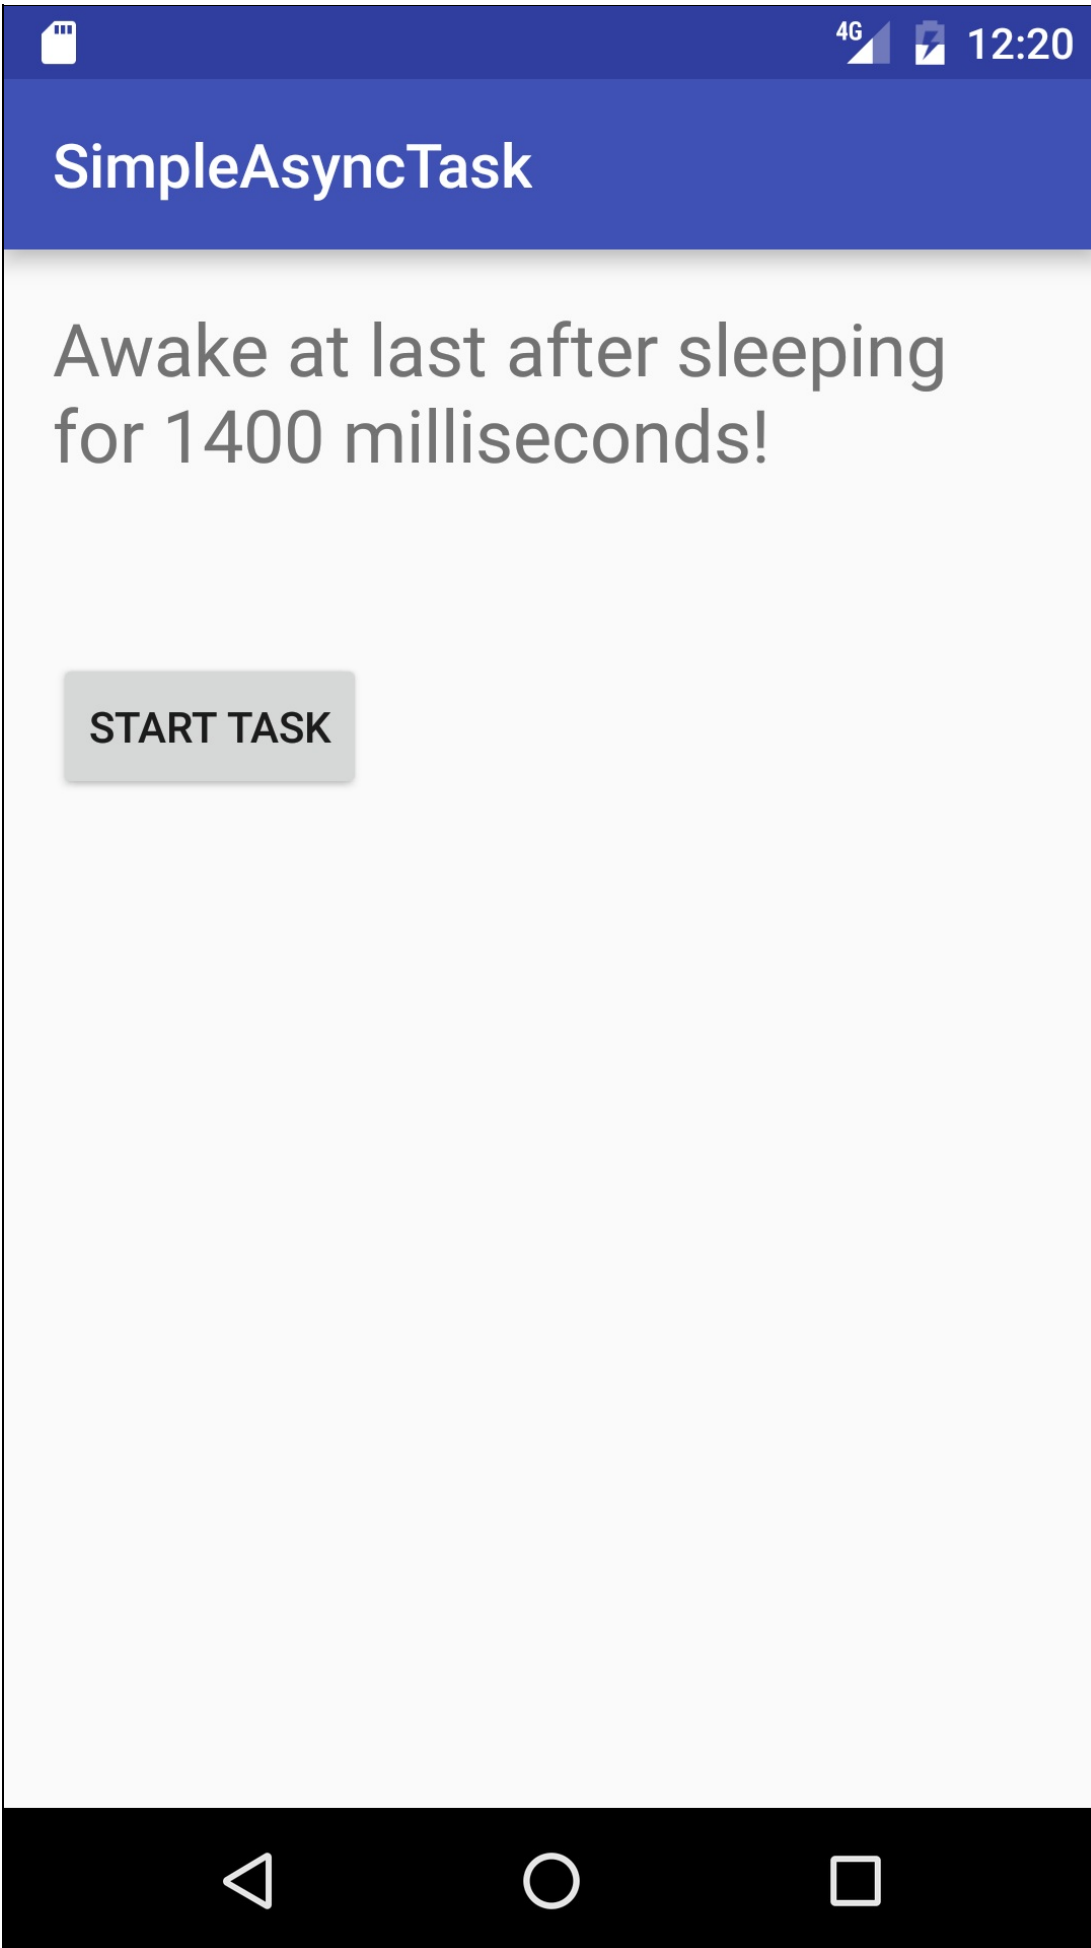 4G 12:20
SimpleAsyncTask
Awake at last after sleeping
for 1400 milliseconds!
START TASK